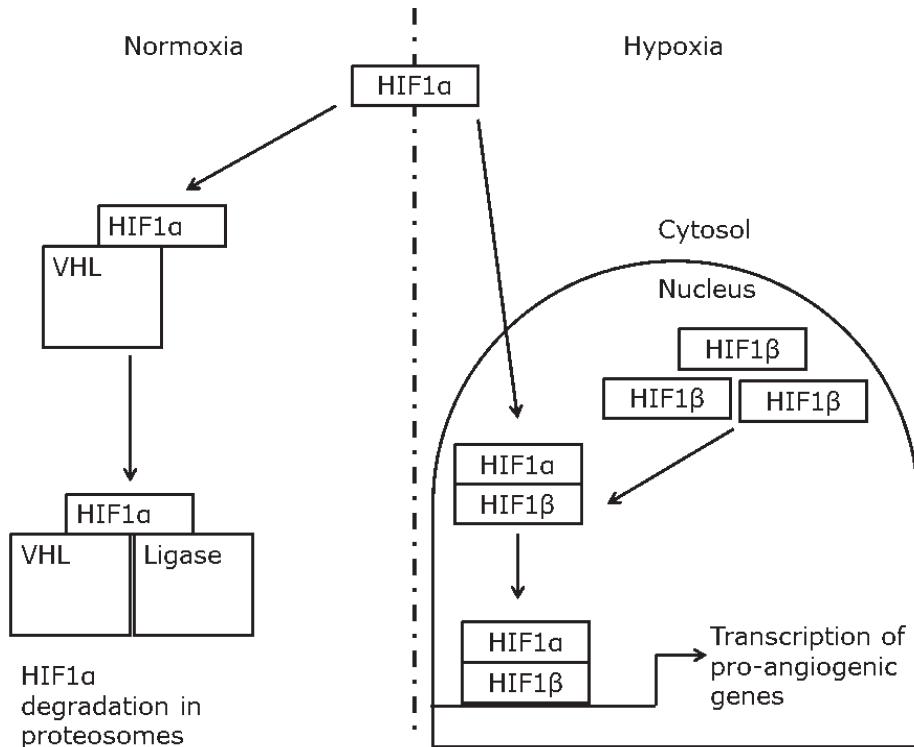 Normoxia
Hypoxia
HIF1α
HIF1α
VHL
Cytosol
Nucleus
HIF1β
HIF1β
HIF1β
HIF1α
HIF1β
HIF1α
VHL
Ligase
HIF1α
HIF1β
Transcription of
pro-angiogenic
genes
HIF1α
degradation in
proteosomes